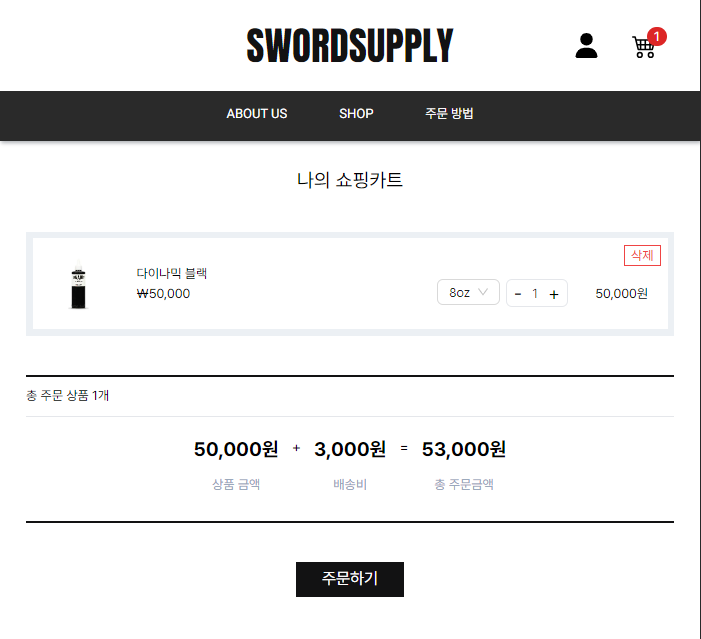 SWORDSUPPLY
1
ABOUT US SHOP 주문 방법
나의 쇼핑카트
삭제
다이나믹 블랙
₩50,000
8oz - 1 + 50,000원
총 주문 상품 1개
50,000원 + 3,000원 = 53,000원
상품 금액 배송비 총 주문금액
주문하기